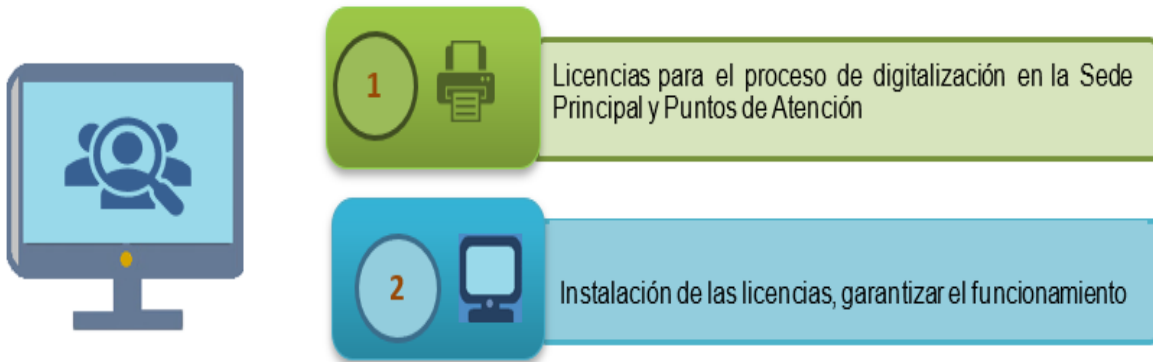 1
Licencias para el proceso de digitalización en la Sede
Principal y Puntos de Atención
2
Instalación de las licencias, garantizar el funcionamiento